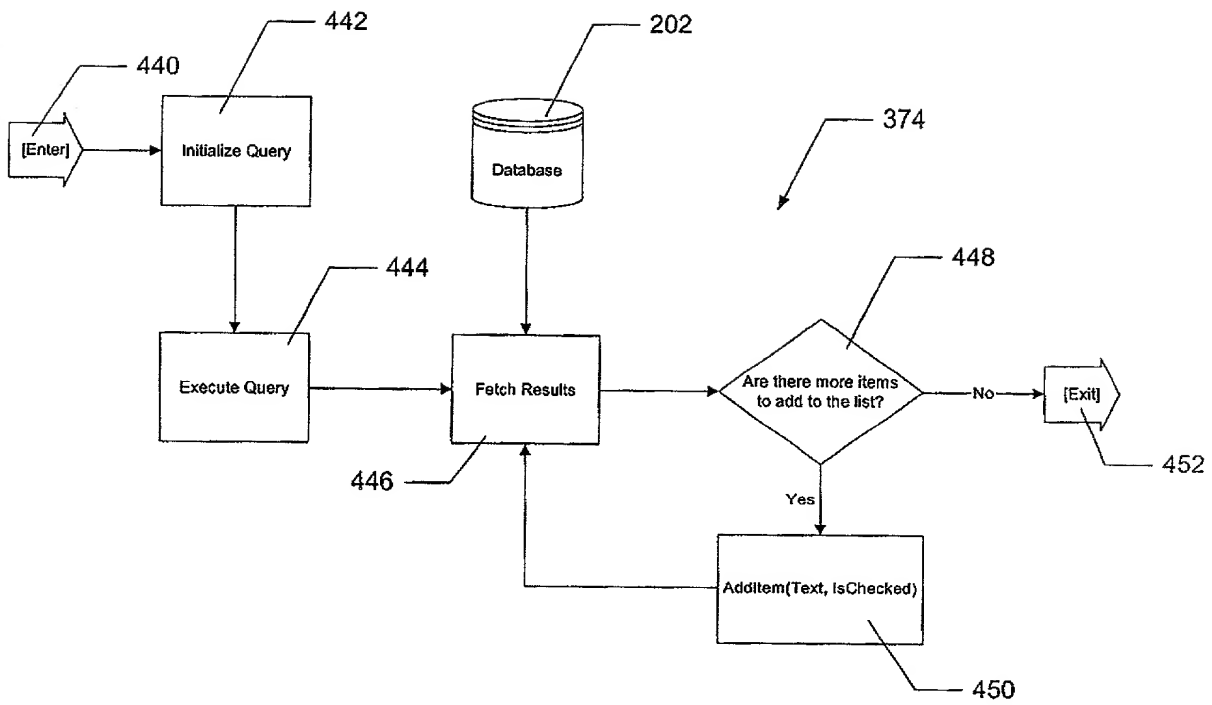 442
202
440
[Enter]
Initialize Query
Database
374
444
448
Execute Query
Fetch Results
Are there more items
to add to the list?
No
[Exit]
446
452
Yes
AddItem(Text, IsChecked)
450